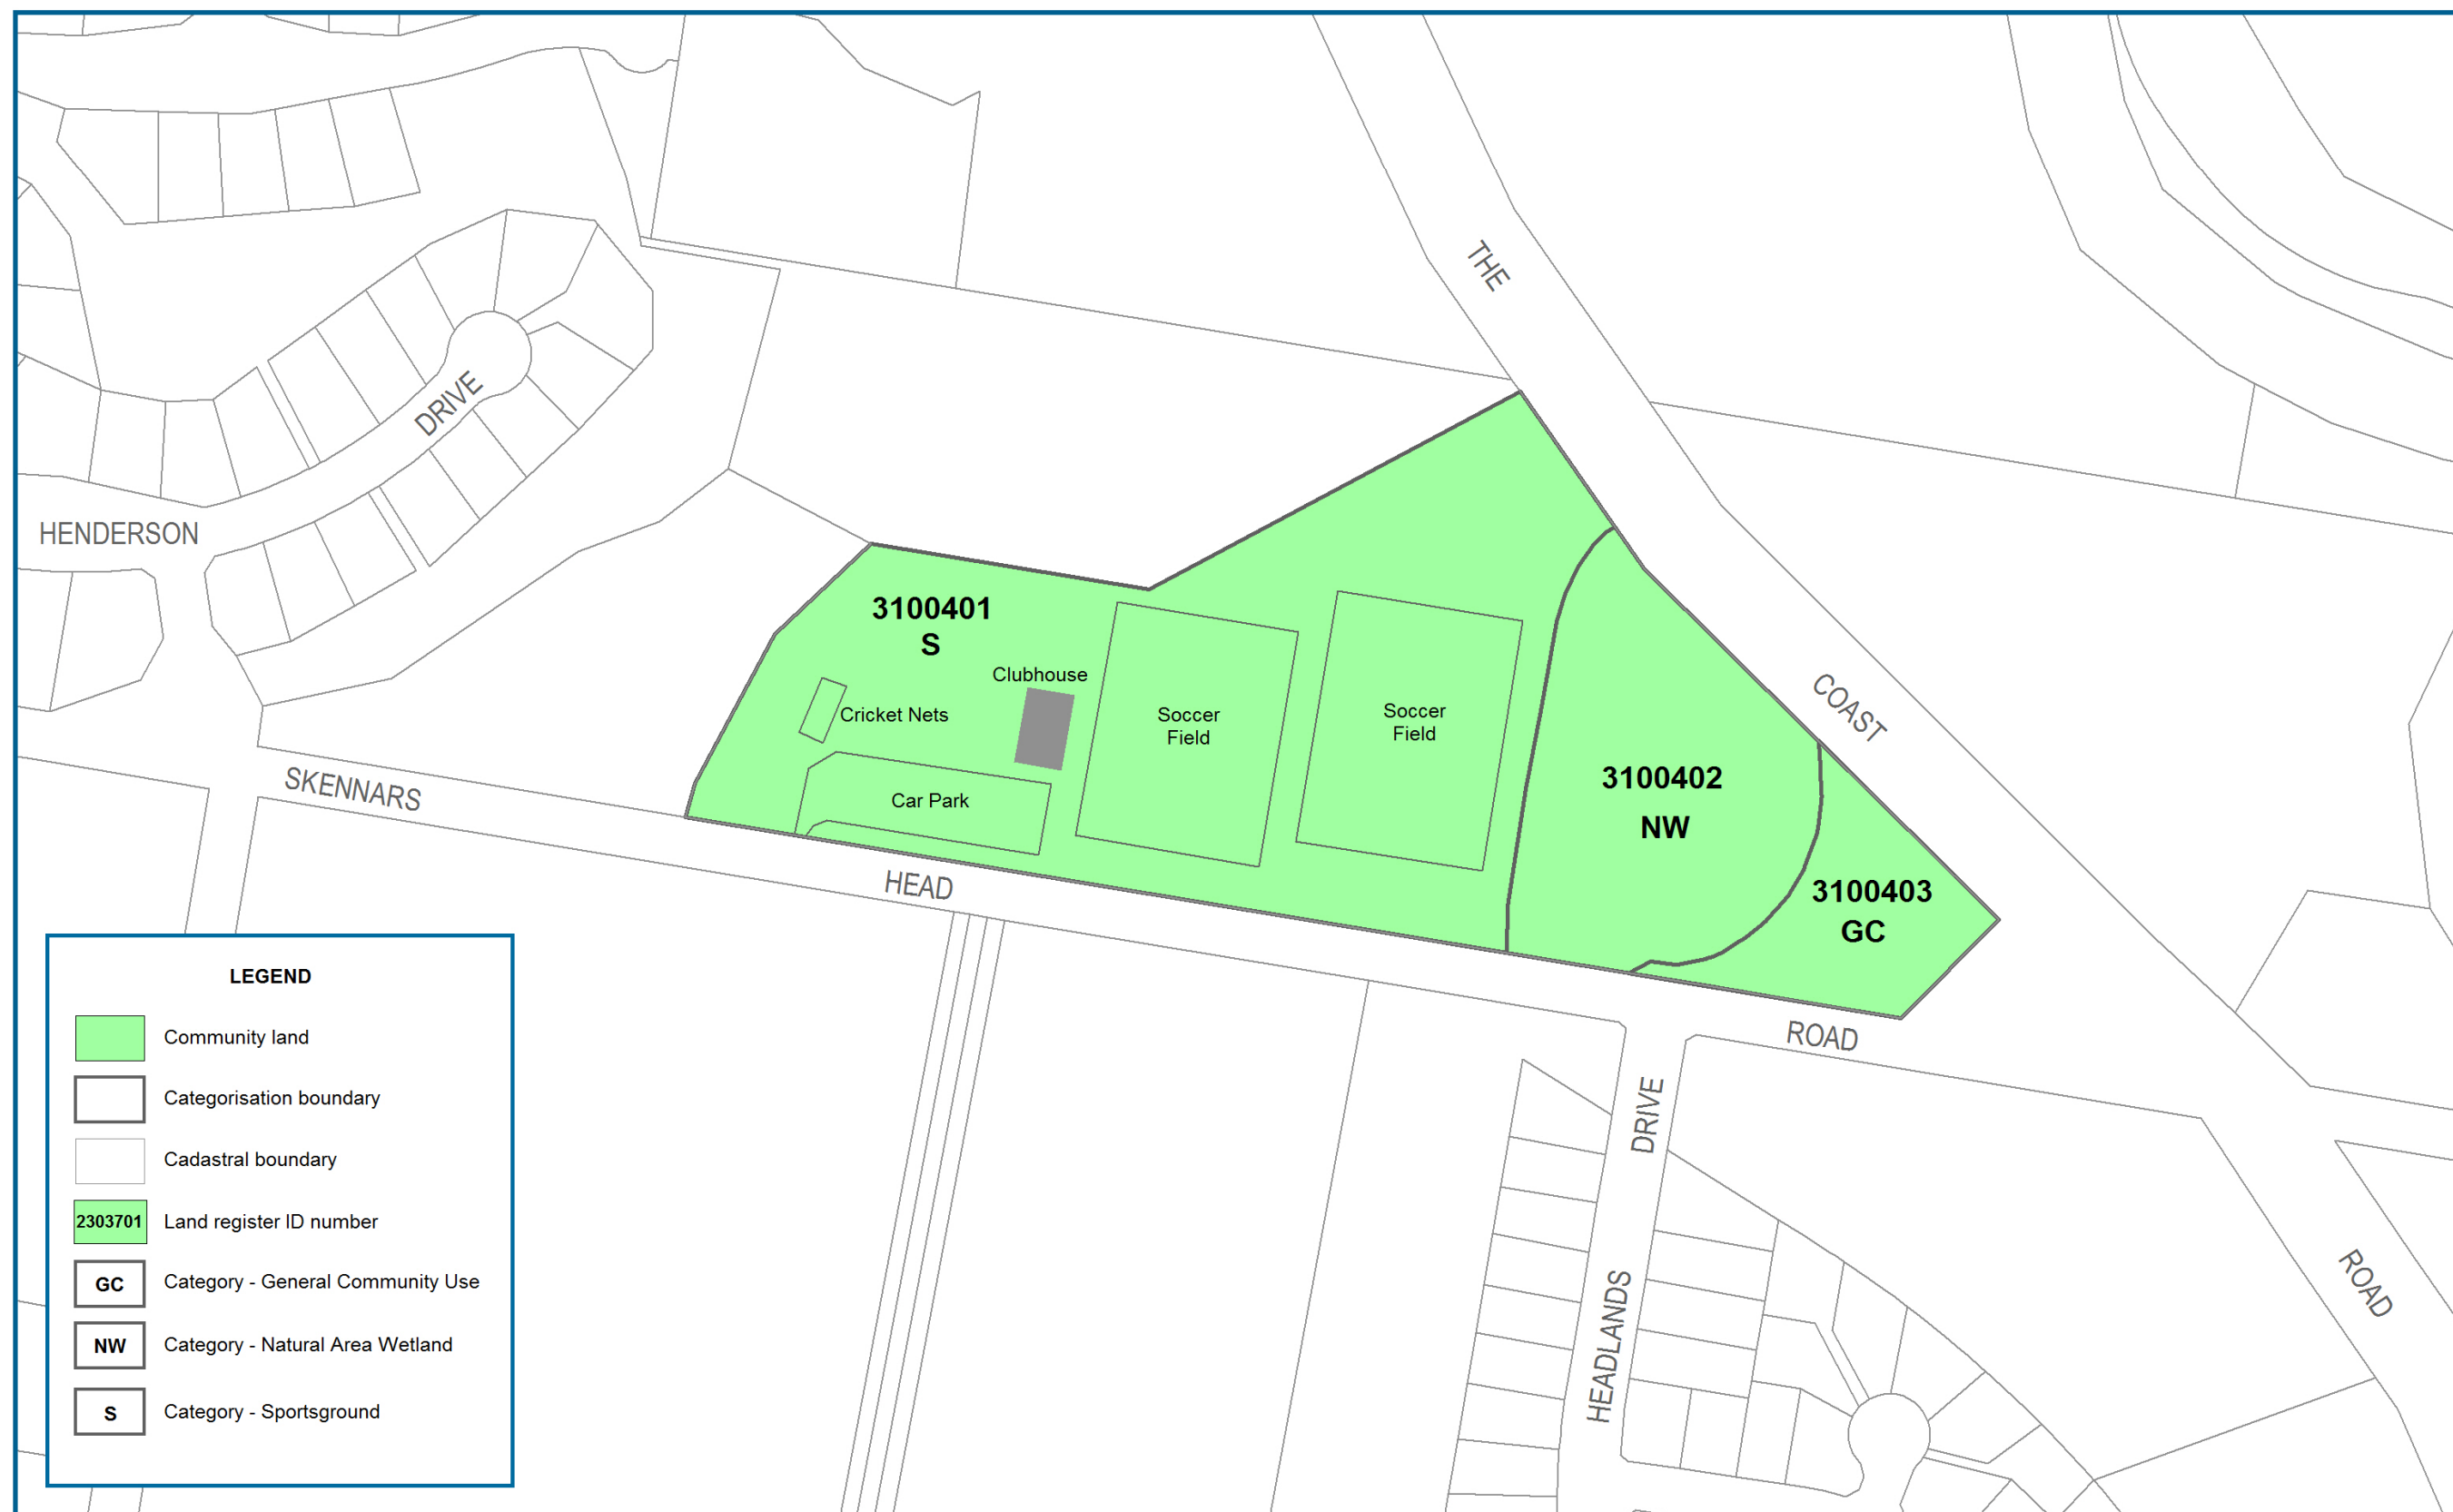 THE
DRIVE
HENDERSON
3100401
S
Clubhouse
Cricket Nets
Soccer
Field
Soccer
Field
COAST
3100402
NW
SKENNARS
Car Park
HEAD
3100403
GC
ROAD
DRIVE
HEADLANDS
ROAD
LEGEND
Community land
Categorisation boundary
Cadastral boundary
2303701 Land register ID number
GC Category - General Community Use
NW Category - Natural Area Wetland
S Category - Sportsground